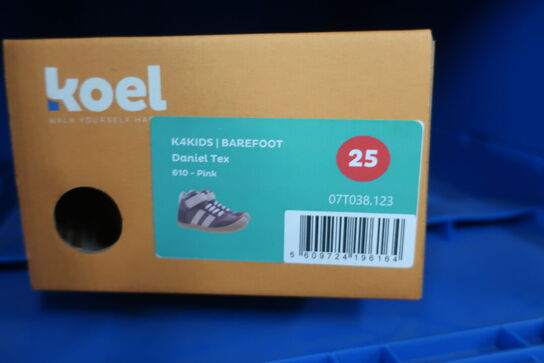 koel
WALK YOURSELF HA
K4KIDS | BAREFOOT
Daniel Tex
610 - Pink
25
07T038.123
5 609724 196164